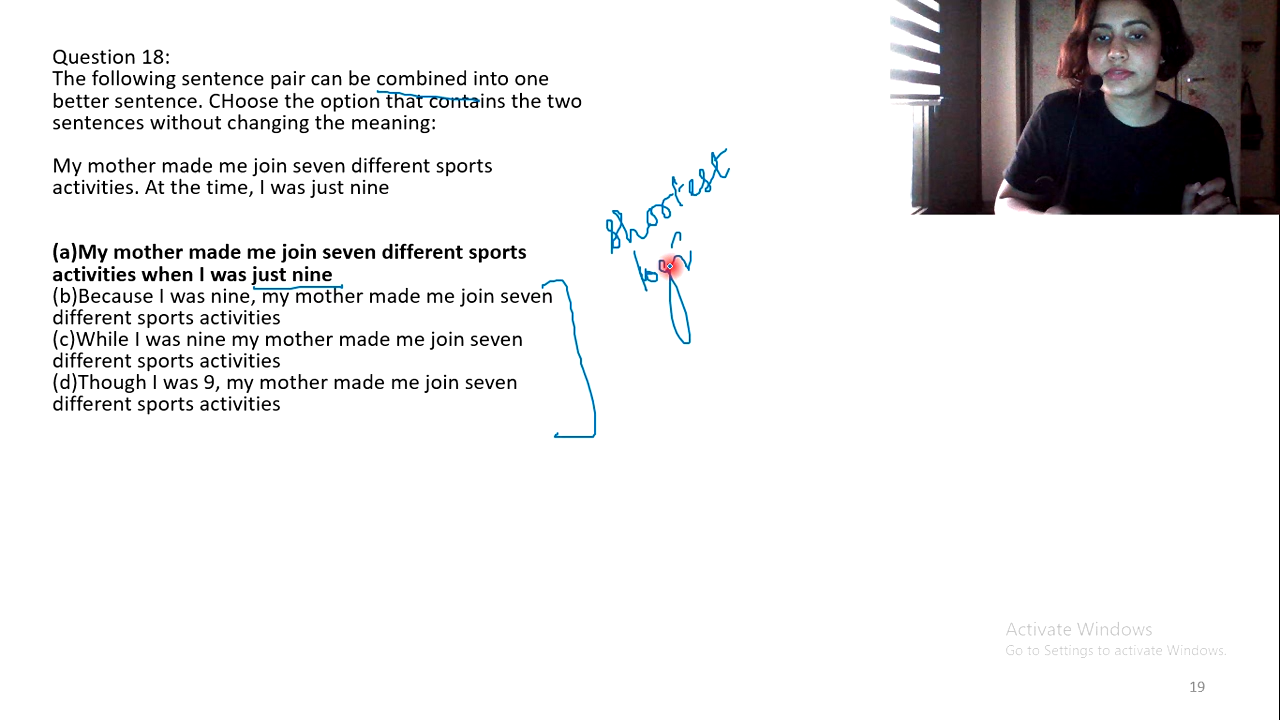 Question 18:
The following sentence pair can be combined into one
better sentence. CHoose the option that contains the two
sentences without changing the meaning:
My mother made me join seven different sports
activities. At the time, I was just nine
(a)My mother made me join seven different sports
activities when I was just nine
(b)Because I was nine, my mother made me join seven
different sports activities
(c)While I was nine my mother made me join seven
different sports activities
(d)Though I was 9, my mother made me join seven
different sports activities
shortest
Activate Windows
Go to Settings to activate Windows.
19